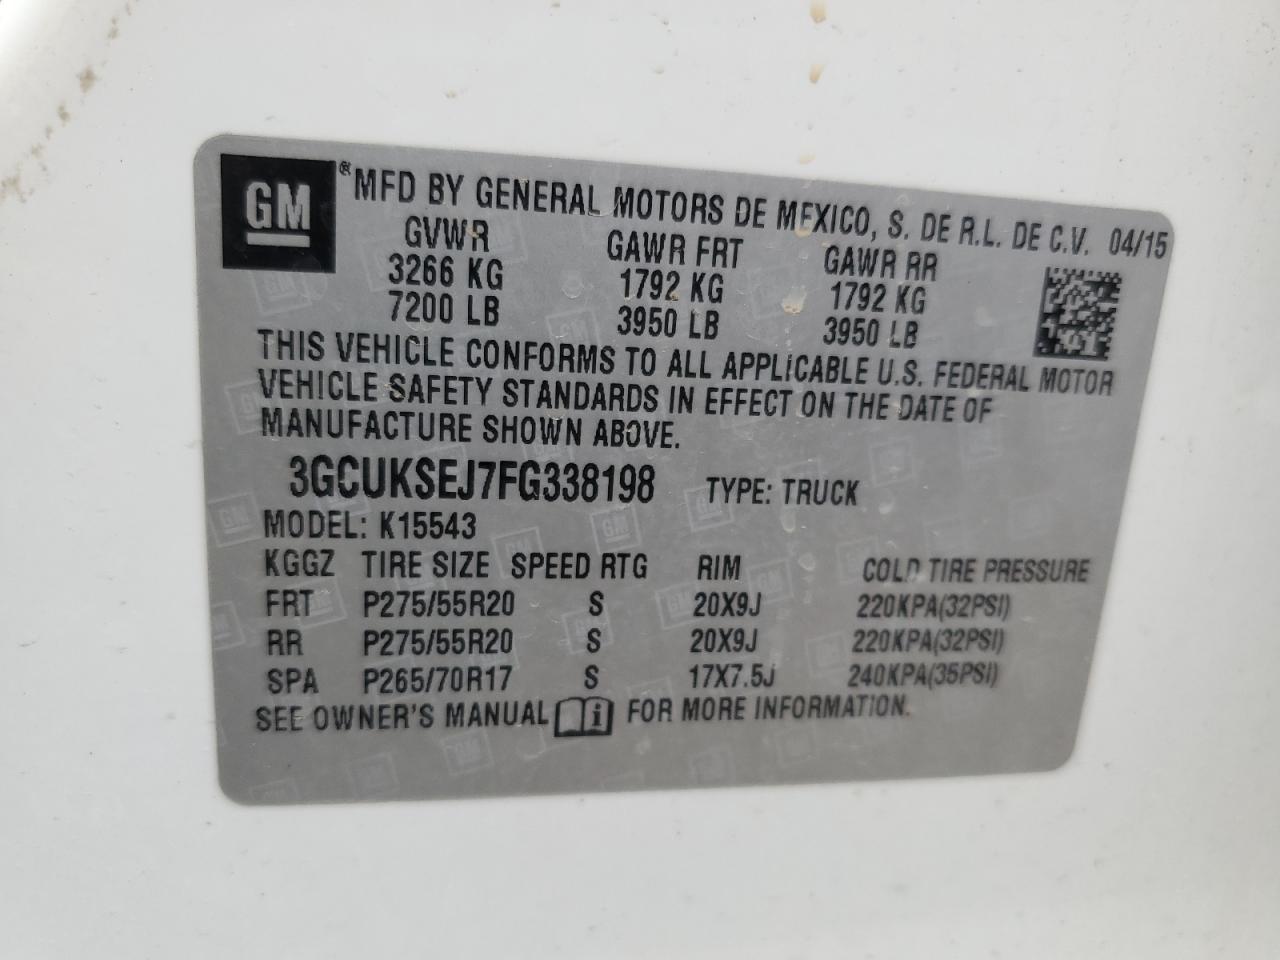 GM ® MFD BY GENERAL MOTORS DE MEXICO, S. DE R.L. DE C.V. 04/15
GVWR GAWR FRT GAWR RR
3266 KG 1792 KG 1792 KG
7200 LB 3950 LB 3950 LB
THIS VEHICLE CONFORMS TO ALL APPLICABLE U.S. FEDERAL MOTOR
VEHICLE SAFETY STANDARDS IN EFFECT ON THE DATE OF
MANUFACTURE SHOWN ABOVE.
3GCUKSEJ7FG338198 TYPE: TRUCK
MODEL: K15543
KGGZ TIRE SIZE SPEED RTG RIM COLD TIRE PRESSURE
FRT P275/55R20 S 20X9J 220KPA(32PSI)
RR P275/55R20 S 20X9J 220KPA(32PSI)
SPA P265/70R17 S 17X7.5J 240KPA(35PSI)
SEE OWNER'S MANUAL i FOR MORE INFORMATION.